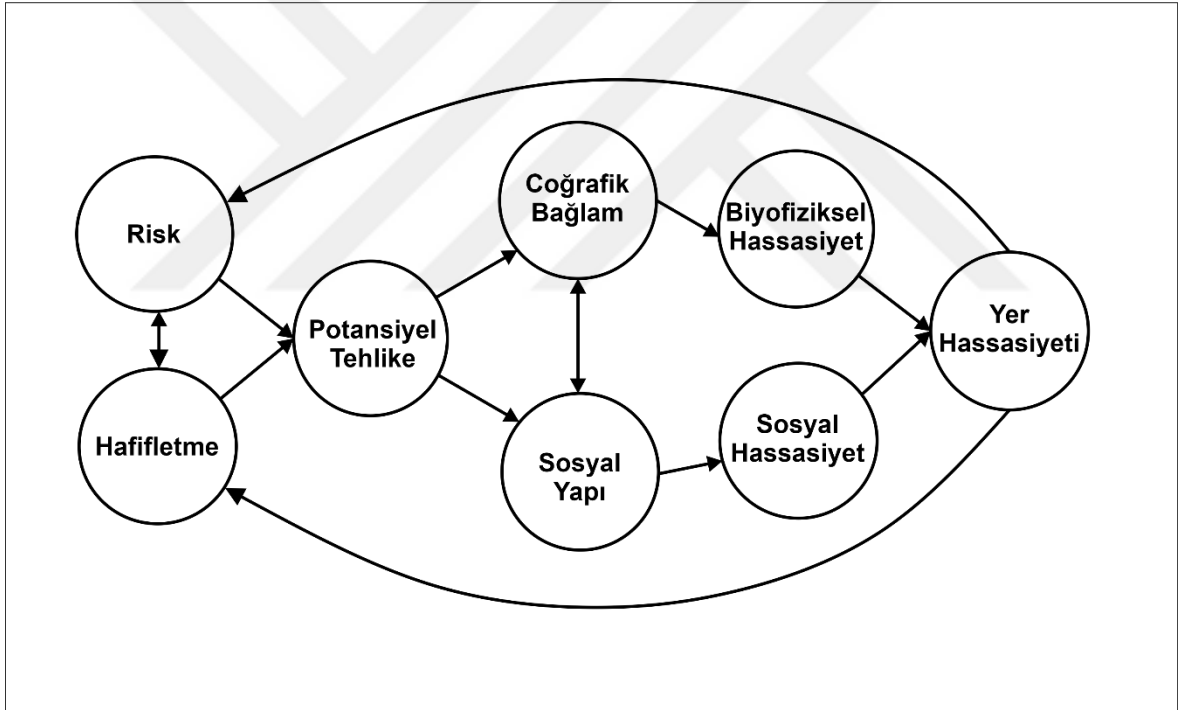 Risk
Hafifletme
Potansiyel
Tehlike
Coğrafik
Bağlam
Sosyal
Yapı
Biyofiziksel
Hassasiyet
Sosyal
Hassasiyet
Yer
Hassasiyeti